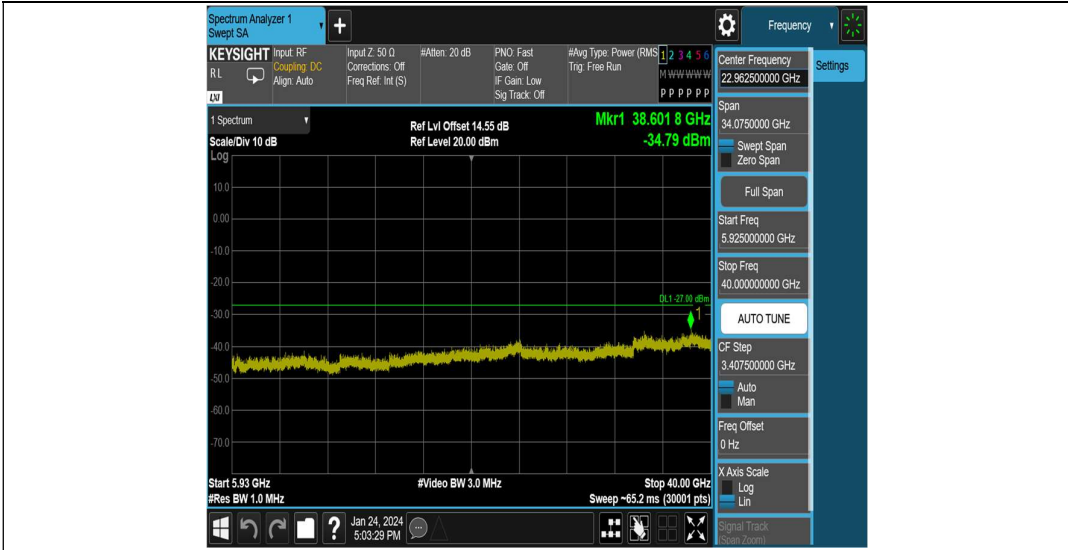 Spectrum Analyzer 1
Swept SA
Frequency
KEYSIGHT
RL
LXI
Input: RF
Coupling: DC
Align: Auto
Input Z: 50 Ω
Corrections: Off
Freq Ref: Int (S)
#Atten: 20 dB
PNO: Fast
Gate: Off
IF Gain: Low
Sig Track: Off
#Avg Type: Power (RMS
Trig: Free Run
1 2 3 4 5 6
M W W W W W
P P P P P P
1 Spectrum
Scale/Div 10 dB
Log
Ref Lvl Offset 14.55 dB
Ref Level 20.00 dBm
Mkr1 38.601 8 GHz
-34.79 dBm
10.0
0.00
-10.0
-20.0
-30.0
-40.0
-50.0
-60.0
-70.0
DL1 -27.00 dBm
1
Start 5.93 GHz
#Res BW 1.0 MHz
#Video BW 3.0 MHz
Stop 40.00 GHz
Sweep ~65.2 ms (30001 pts)
Center Frequency
22.962500000 GHz
Settings
Span
34.0750000 GHz
Swept Span
Zero Span
Full Span
Start Freq
5.925000000 GHz
Stop Freq
40.000000000 GHz
AUTO TUNE
CF Step
3.407500000 GHz
Auto
Man
Freq Offset
0 Hz
X Axis Scale
Log
Lin
Signal Track
(Span Zoom)
?
Jan 24, 2024
5:03:29 PM